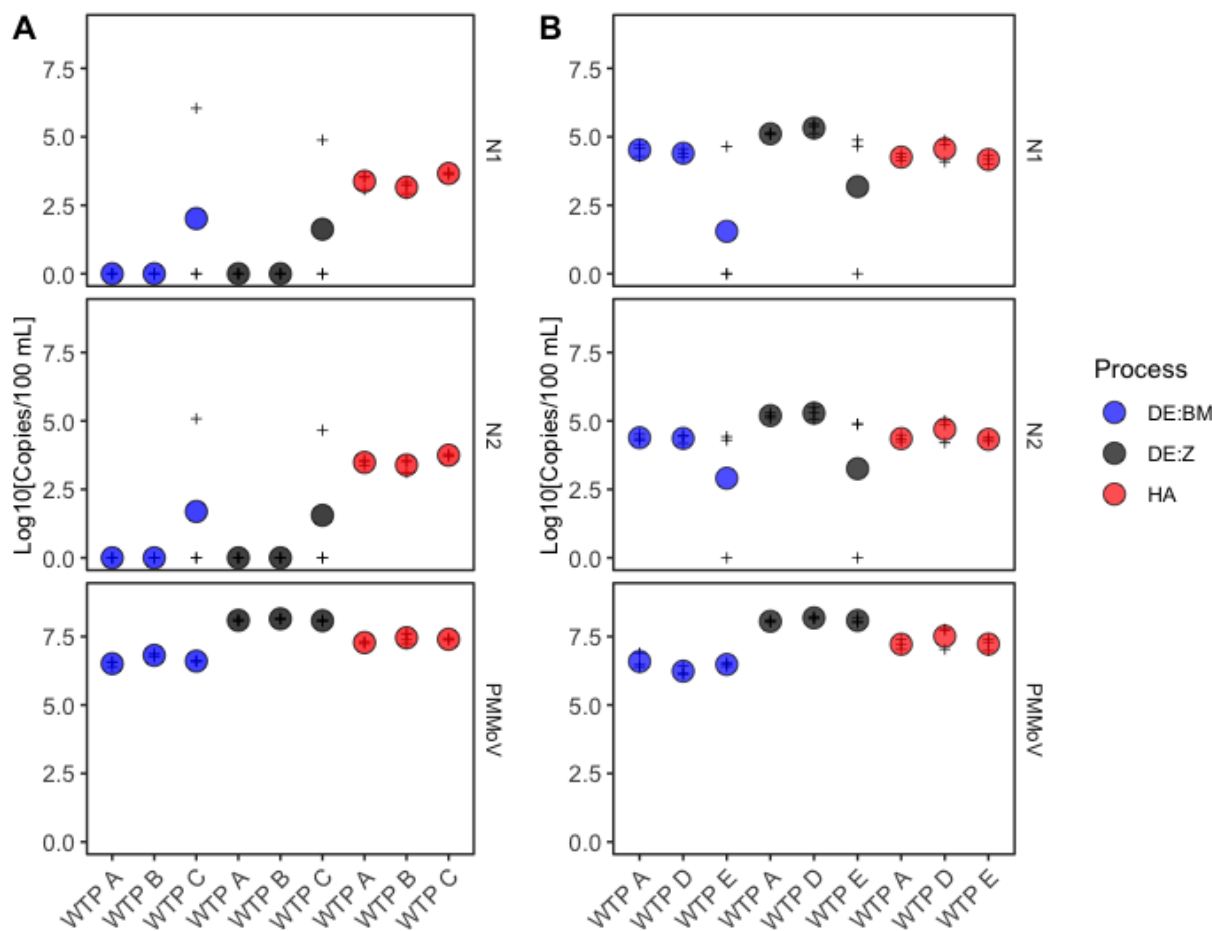 A
B
7.5
5.0
2.5
0.0
N1
7.5
5.0
2.5
0.0
N1
Log10[Copies/100 mL]
7.5
5.0
2.5
0.0
N2
Log10[Copies/100 mL]
7.5
5.0
2.5
0.0
N2
7.5
5.0
2.5
0.0
PMMoV
7.5
5.0
2.5
0.0
PMMoV
WTP A
WTP B
WTP C
WTP A
WTP B
WTP C
WTP A
WTP B
WTP C
WTP A
WTP D
WTP E
WTP A
WTP D
WTP E
WTP A
WTP D
WTP E
Process
DE:BM
DE:Z
HA